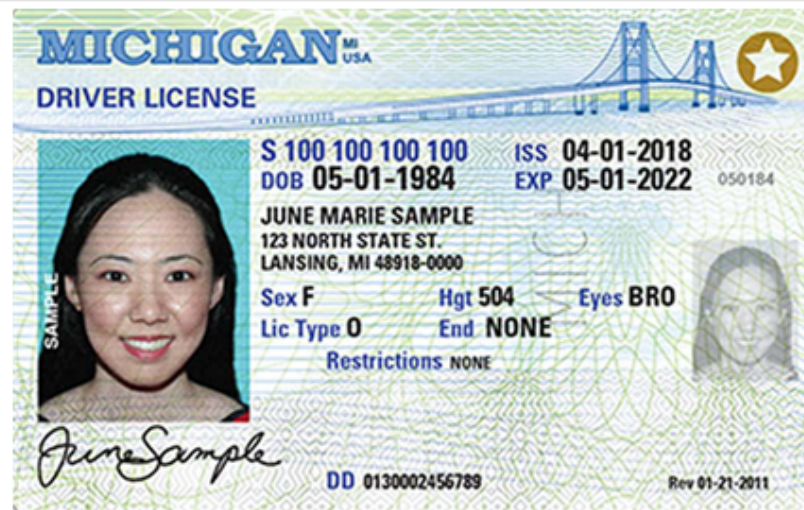 MICHIGAN MI USA
DRIVER LICENSE
S 100 100 100 100 ISS 04-01-2018
DOB 05-01-1984 EXP 05-01-2022 050184
JUNE MARIE SAMPLE
123 NORTH STATE ST.
LANSING, MI 48918-0000
Sex F Hgt 504 Eyes BRO
Lic Type O End NONE
Restrictions NONE
SAMPLE
MICH
June Sample
DD 0130002456789 Rev 01-21-2011